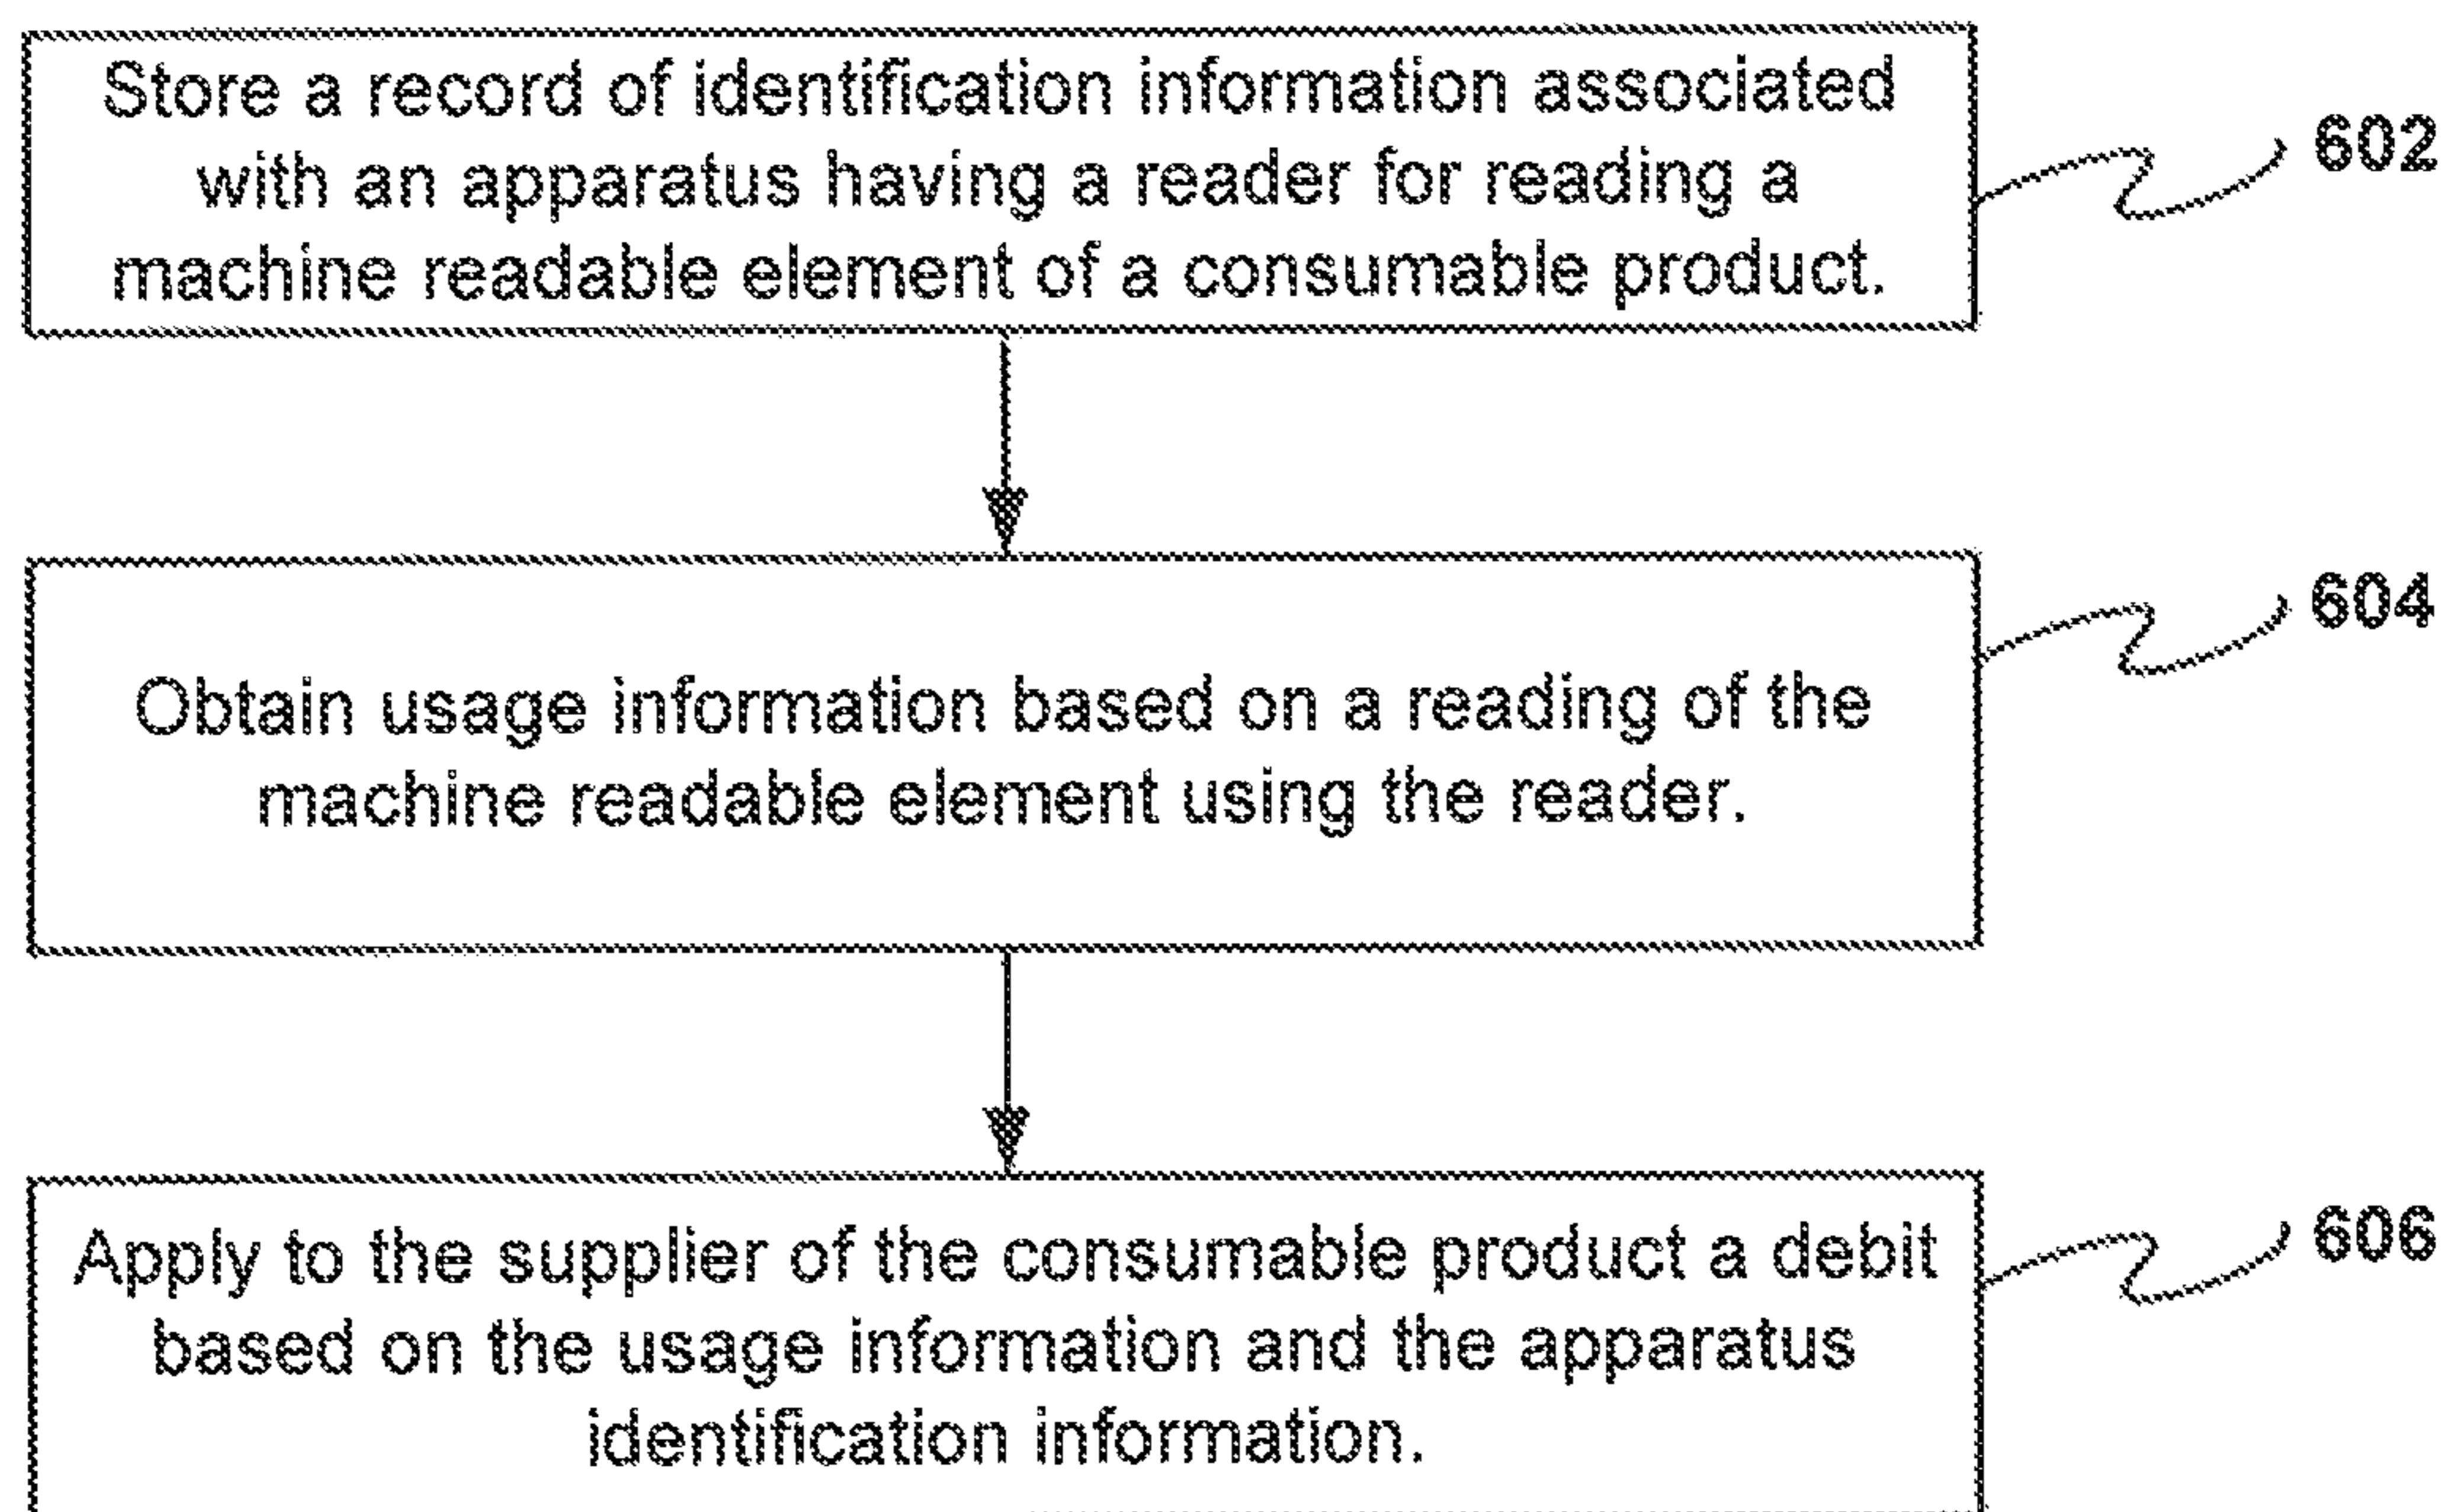 Store a record of identification information associated
with an apparatus having a reader for reading a
machine readable element of a consumable product.
602
Obtain usage information based on a reading of the
machine readable element using the reader.
604
Apply to the supplier of the consumable product a debit
based on the usage information and the apparatus
identification information.
606